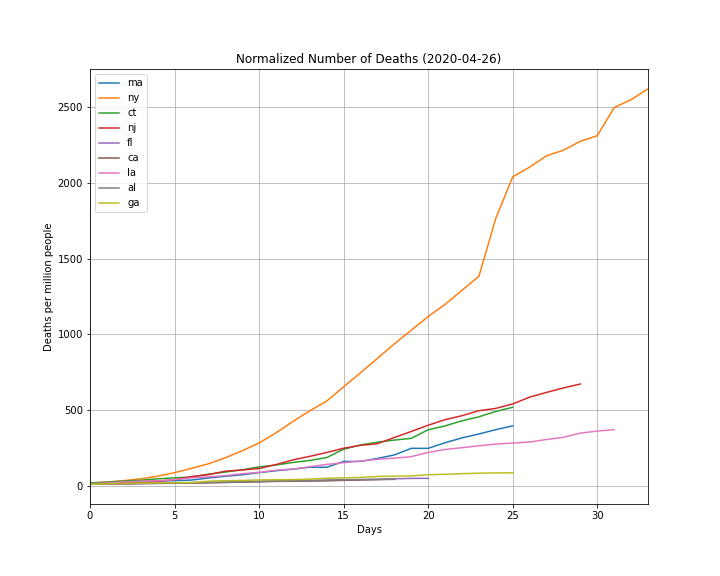 Normalized Number of Deaths (2020-04-26)
ma
ny
ct
nj
fl
ca
la
al
ga
Deaths per million people
2500
2000
1500
1000
500
0
0 5 10 15 20 25 30
Days